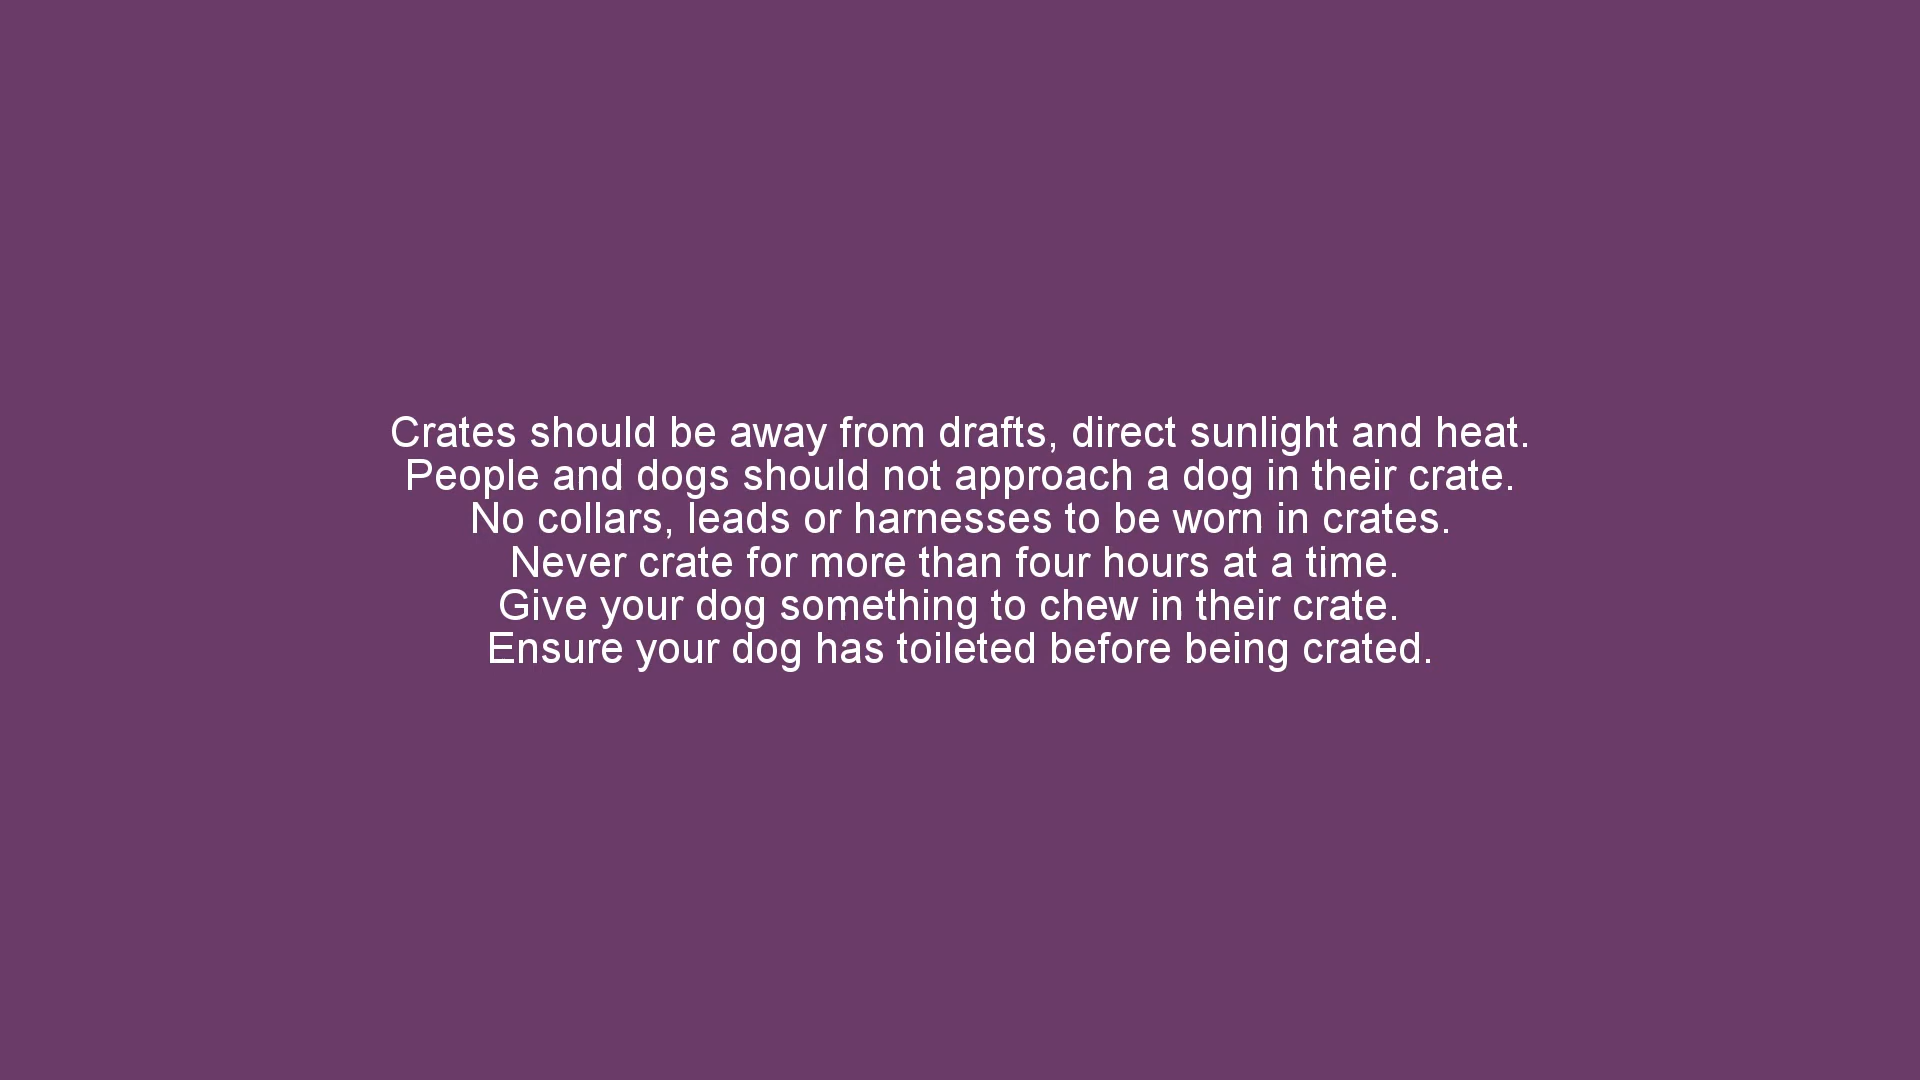 Crates should be away from drafts, direct sunlight and heat.
People and dogs should not approach a dog in their crate.
No collars, leads or harnesses to be worn in crates.
Never crate for more than four hours at a time.
Give your dog something to chew in their crate.
Ensure your dog has toileted before being crated.